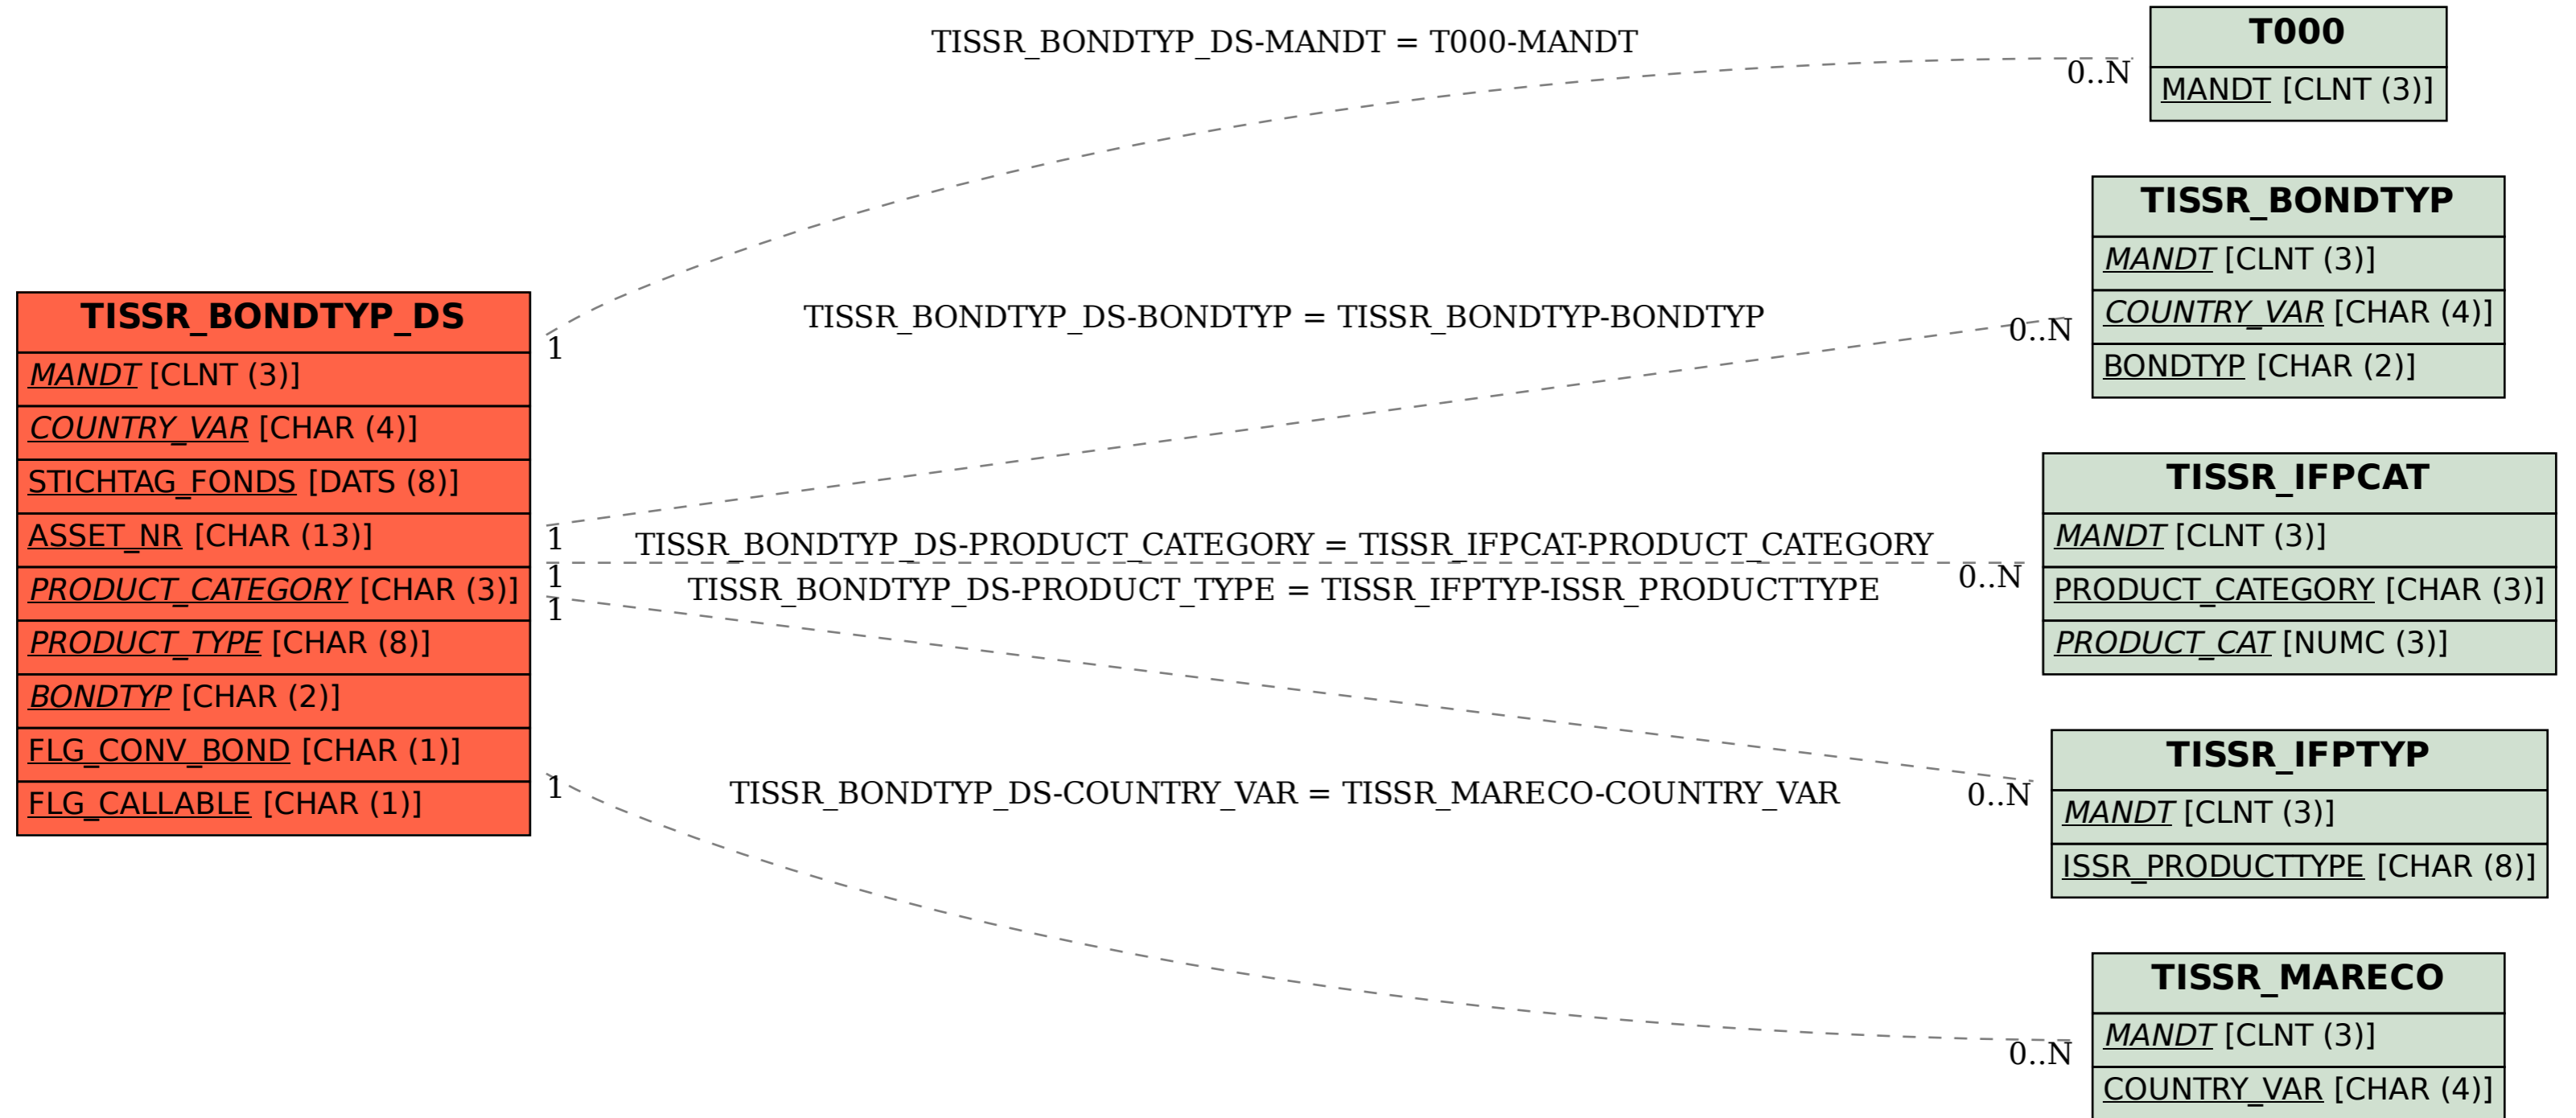 TISSR_BONDTYP_DS
MANDT [CLNT (3)]
COUNTRY_VAR [CHAR (4)]
STICHTAG_FONDS [DATS (8)]
ASSET_NR [CHAR (13)]
PRODUCT_CATEGORY [CHAR (3)]
PRODUCT_TYPE [CHAR (8)]
BONDTYP [CHAR (2)]
FLG_CONV_BOND [CHAR (1)]
FLG_CALLABLE [CHAR (1)]
TISSR_BONDTYP_DS-MANDT = T000-MANDT
1
0..N
TISSR_BONDTYP_DS-BONDTYP = TISSR_BONDTYP-BONDTYP
1
0..N
TISSR_BONDTYP_DS-PRODUCT_CATEGORY = TISSR_IFPCAT-PRODUCT_CATEGORY
1
0..N
TISSR_BONDTYP_DS-PRODUCT_TYPE = TISSR_IFPTYP-ISSR_PRODUCTTYPE
1
0..N
TISSR_BONDTYP_DS-COUNTRY_VAR = TISSR_MARECO-COUNTRY_VAR
1
0..N
T000
MANDT [CLNT (3)]
TISSR_BONDTYP
MANDT [CLNT (3)]
COUNTRY_VAR [CHAR (4)]
BONDTYP [CHAR (2)]
TISSR_IFPCAT
MANDT [CLNT (3)]
PRODUCT_CATEGORY [CHAR (3)]
PRODUCT_CAT [NUMC (3)]
TISSR_IFPTYP
MANDT [CLNT (3)]
ISSR_PRODUCTTYPE [CHAR (8)]
TISSR_MARECO
MANDT [CLNT (3)]
COUNTRY_VAR [CHAR (4)]